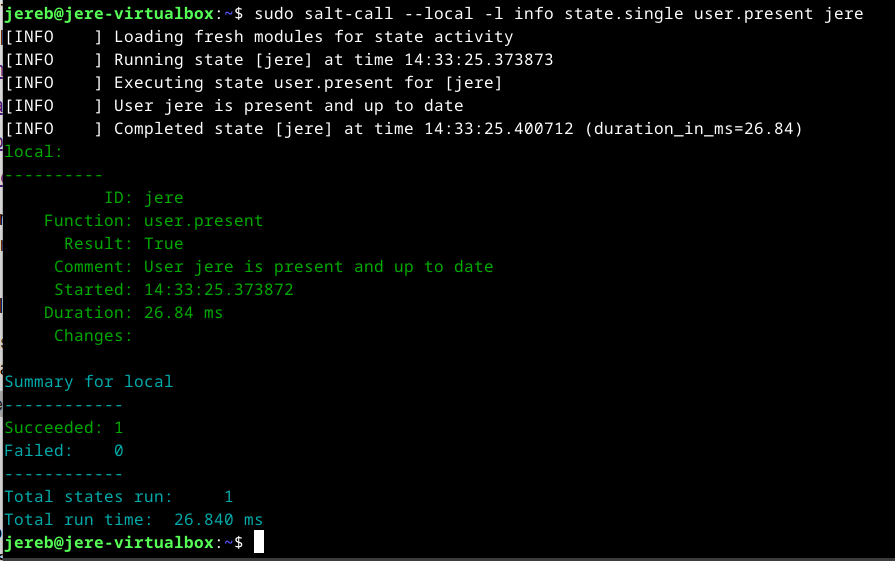 jereb@jere-virtualbox:~$ sudo salt-call --local -l info state.single user.present jere
[INFO    ] Loading fresh modules for state activity
[INFO    ] Running state [jere] at time 14:33:25.373873
[INFO    ] Executing state user.present for [jere]
[INFO    ] User jere is present and up to date
[INFO    ] Completed state [jere] at time 14:33:25.400712 (duration_in_ms=26.84)
local:
----------
          ID: jere
    Function: user.present
      Result: True
     Comment: User jere is present and up to date
     Started: 14:33:25.373872
    Duration: 26.84 ms
     Changes:
Summary for local
------------
Succeeded: 1
Failed:    0
------------
Total states run:     1
Total run time:  26.840 ms
jereb@jere-virtualbox:~$